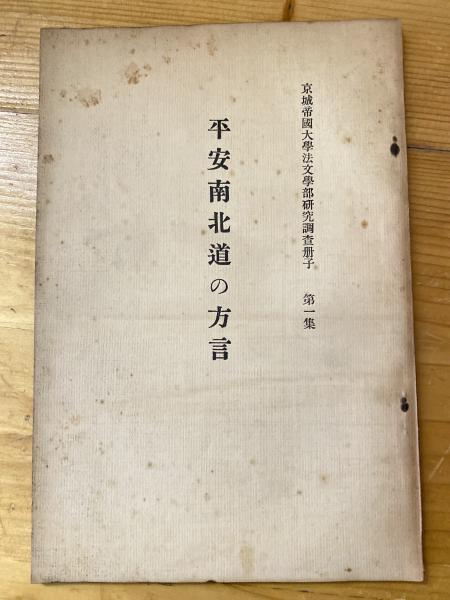 京城帝國大學法文學部研究調査册子　第一集
平安南北道の方言